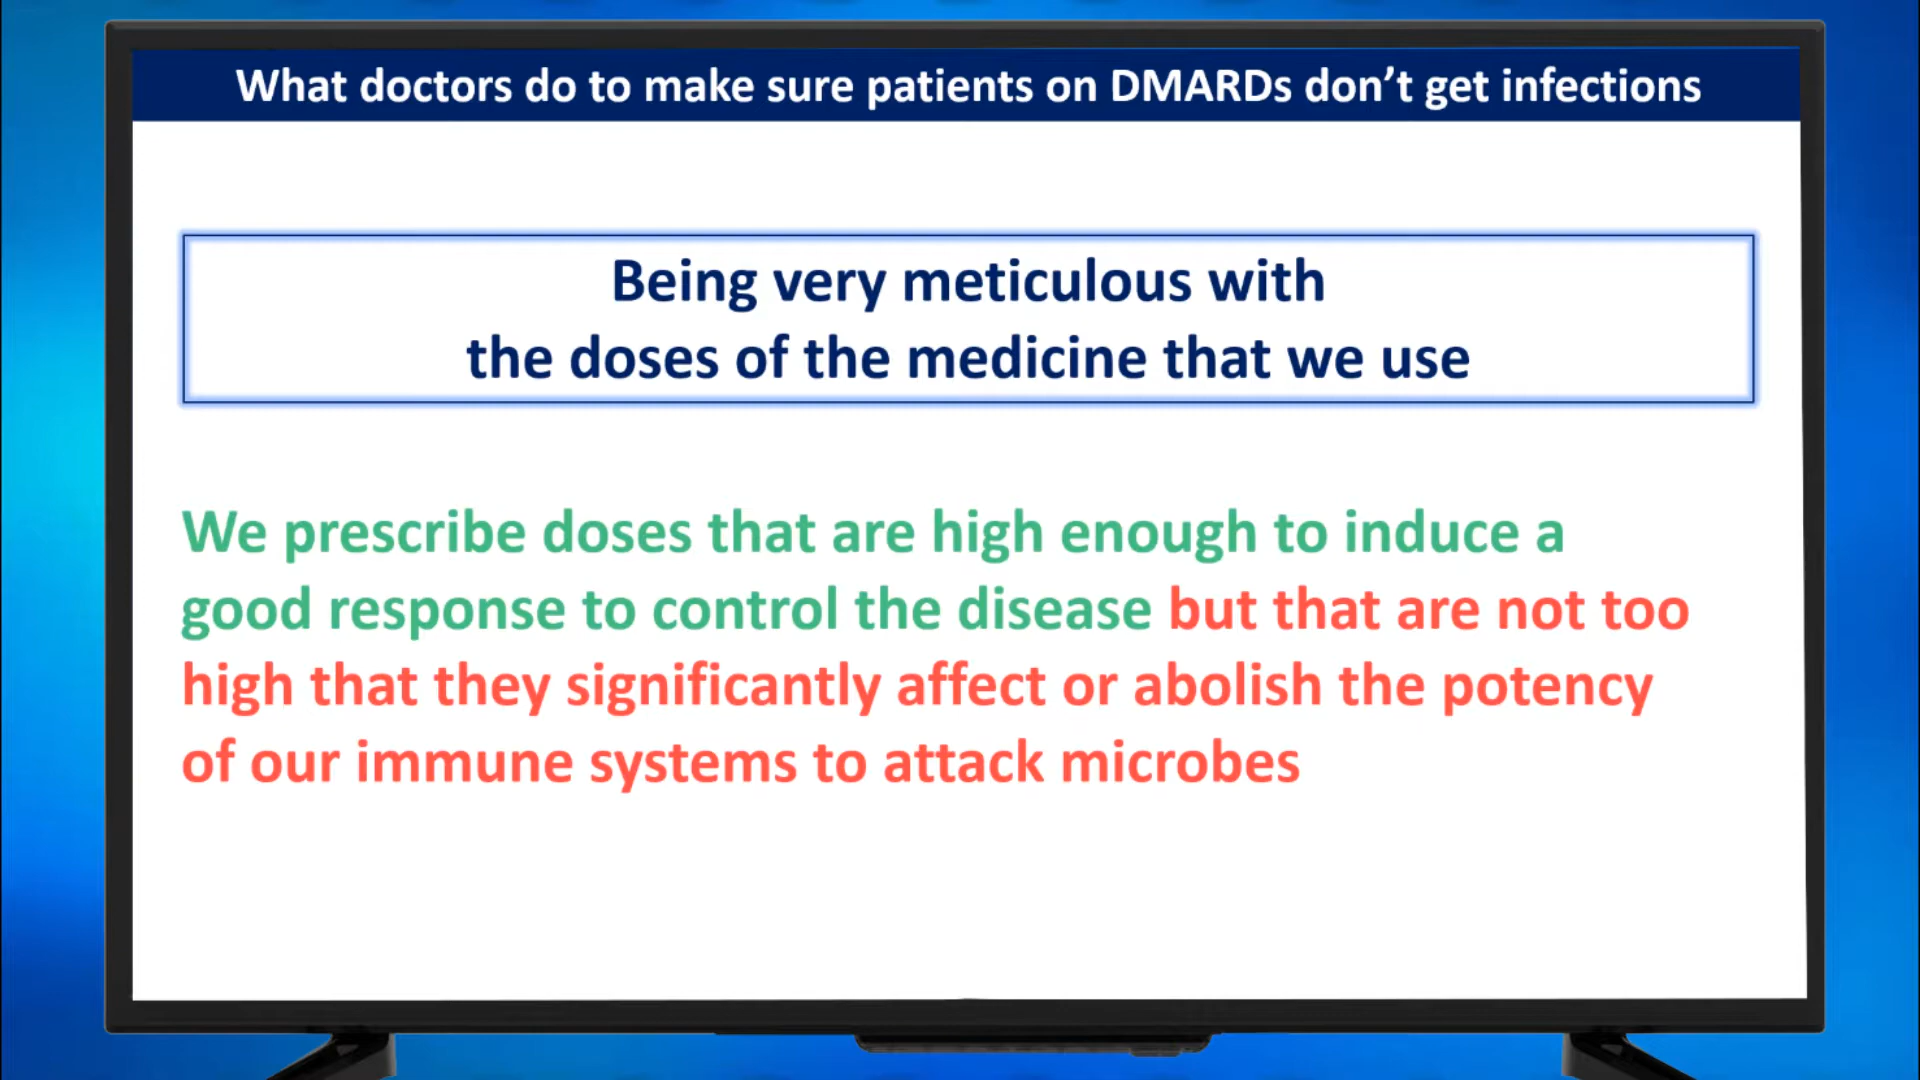 What doctors do to make sure patients on DMARDs don’t get infections
Being very meticulous with
the doses of the medicine that we use
We prescribe doses that are high enough to induce a
good response to control the disease but that are not too
high that they significantly affect or abolish the potency
of our immune systems to attack microbes